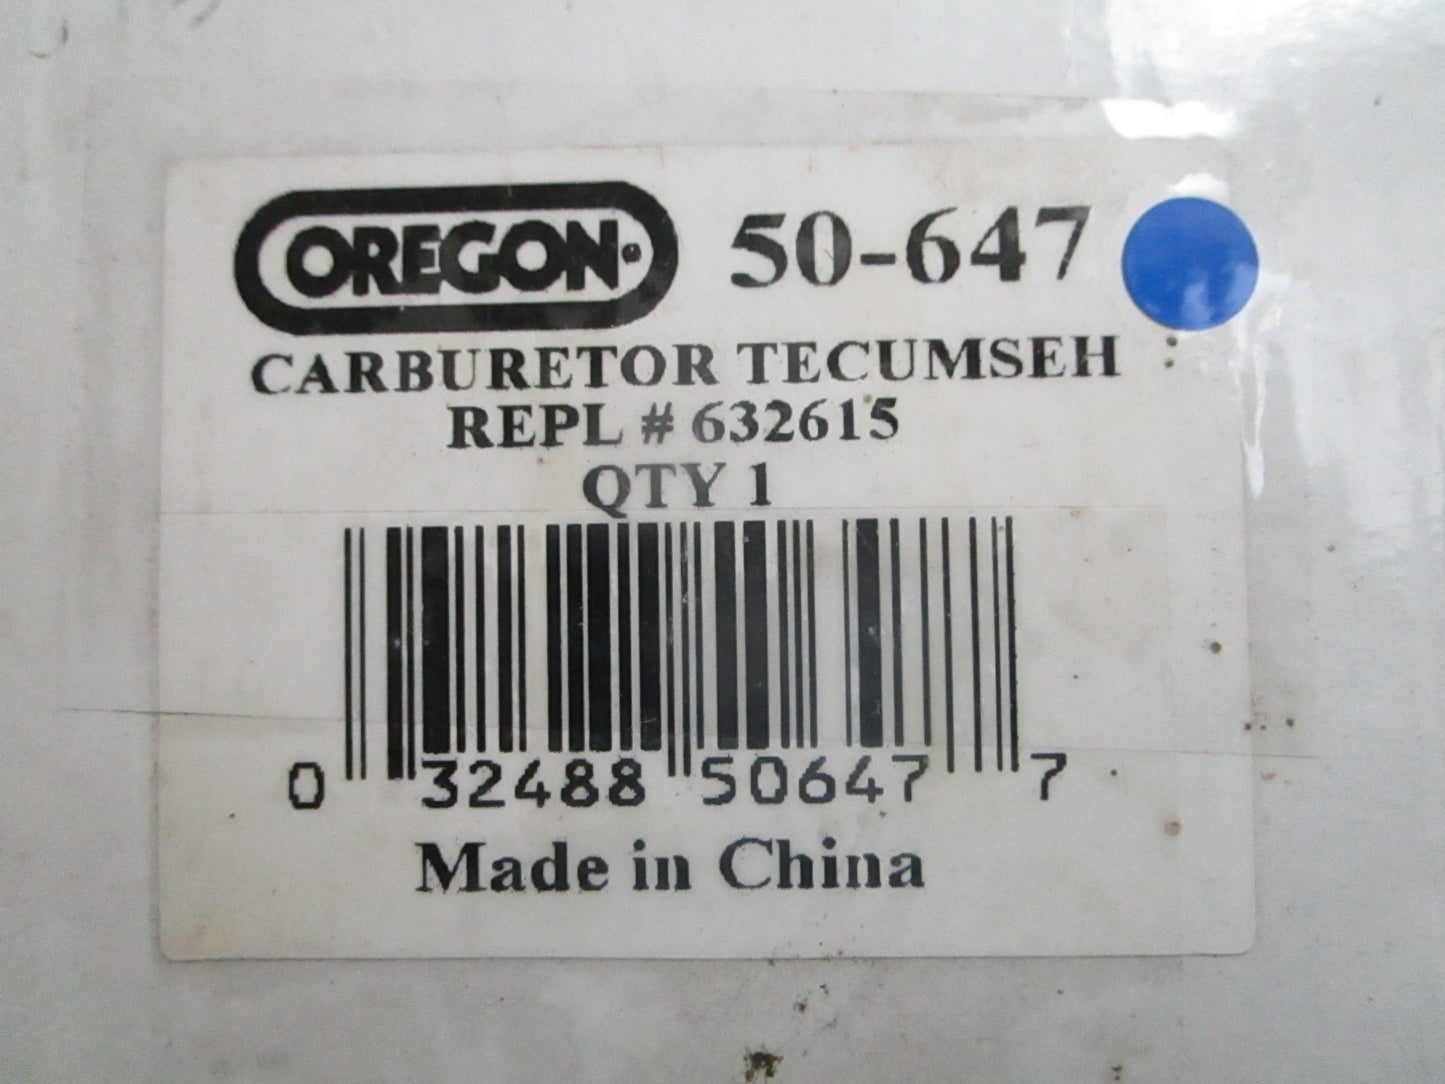 OREGON 50-647
CARBURETOR TECUMSEH
REPL # 632615
QTY 1
0 32488 50647 7
Made in China